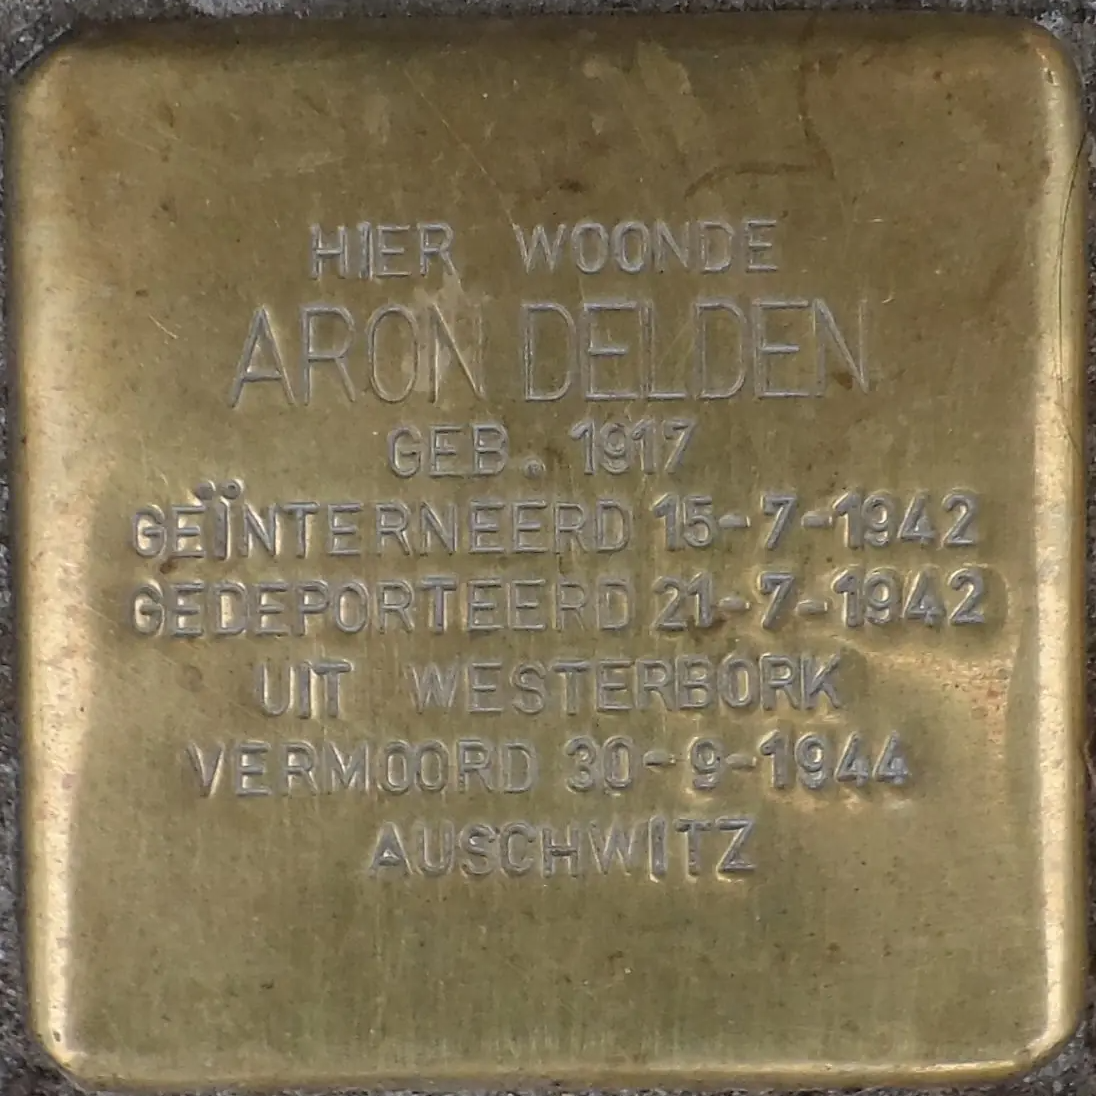 HIER WOONDE
ARON DELDEN
GEB. 1917
GEÏNTERNEERD 15-7-1942
GEDEPORTEERD 21-7-1942
UIT WESTERBORK
VERMOORD 30-9-1944
AUSCHWITZ